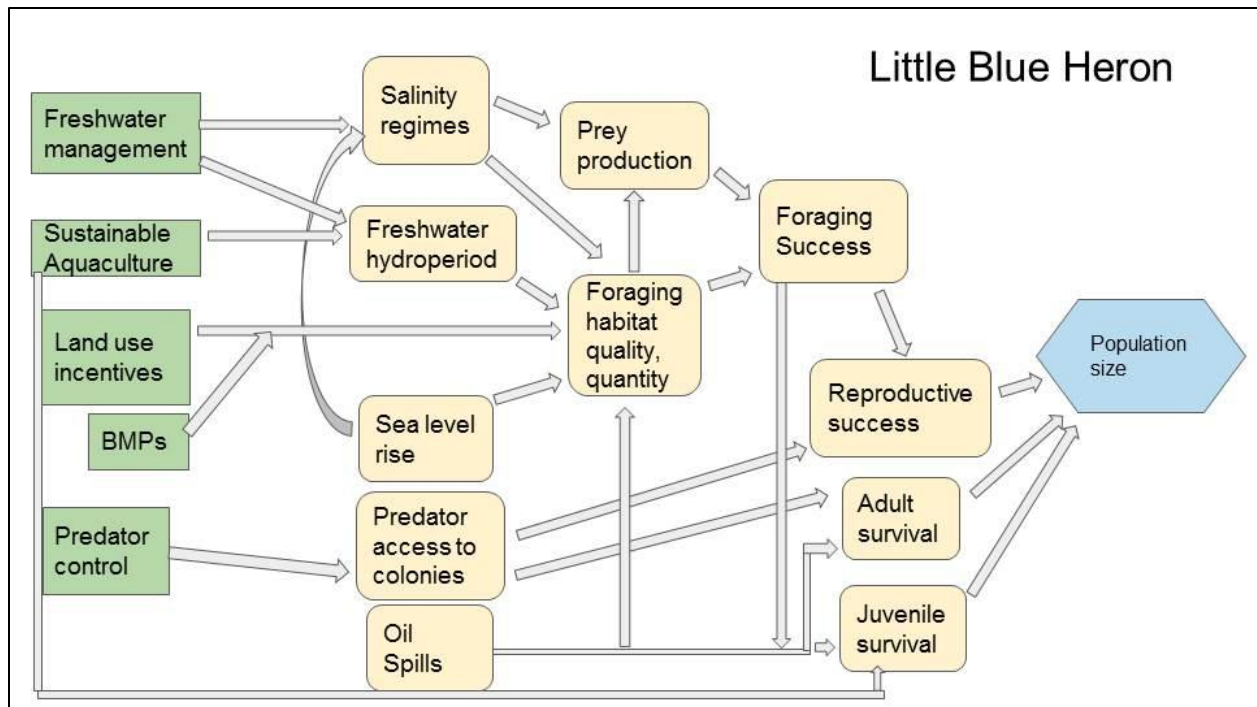 Little Blue Heron
Freshwater
management
Sustainable
Aquaculture
Land use
incentives
BMPs
Predator
control
Salinity
regimes
Freshwater
hydroperiod
Sea level
rise
Predator
access to
colonies
Oil
Spills
Prey
production
Foraging
habitat
quality,
quantity
Foraging
Success
Reproductive
success
Adult
survival
Juvenile
survival
Population
size